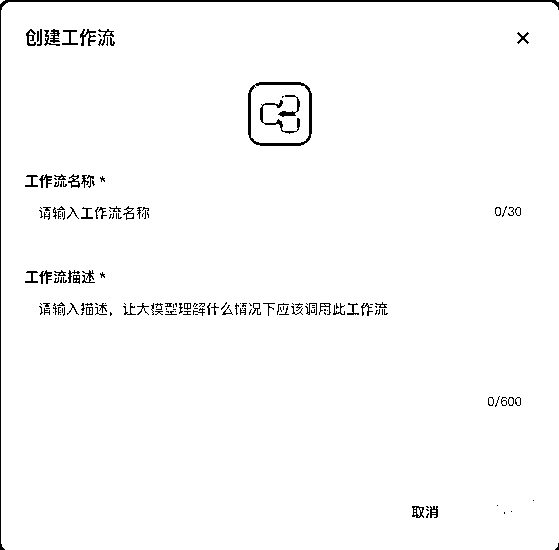 创建工作流
工作流名称 *
请输入工作流名称 0/30
工作流描述 *
请输入描述，让大模型理解什么情况下应该调用此工作流
0/600
取消